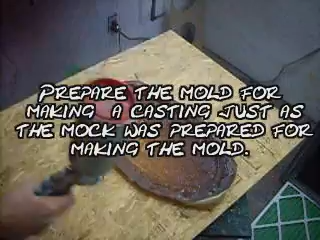 Prepare the mold for
making a casting just as
the mock was prepared for
making the mold.